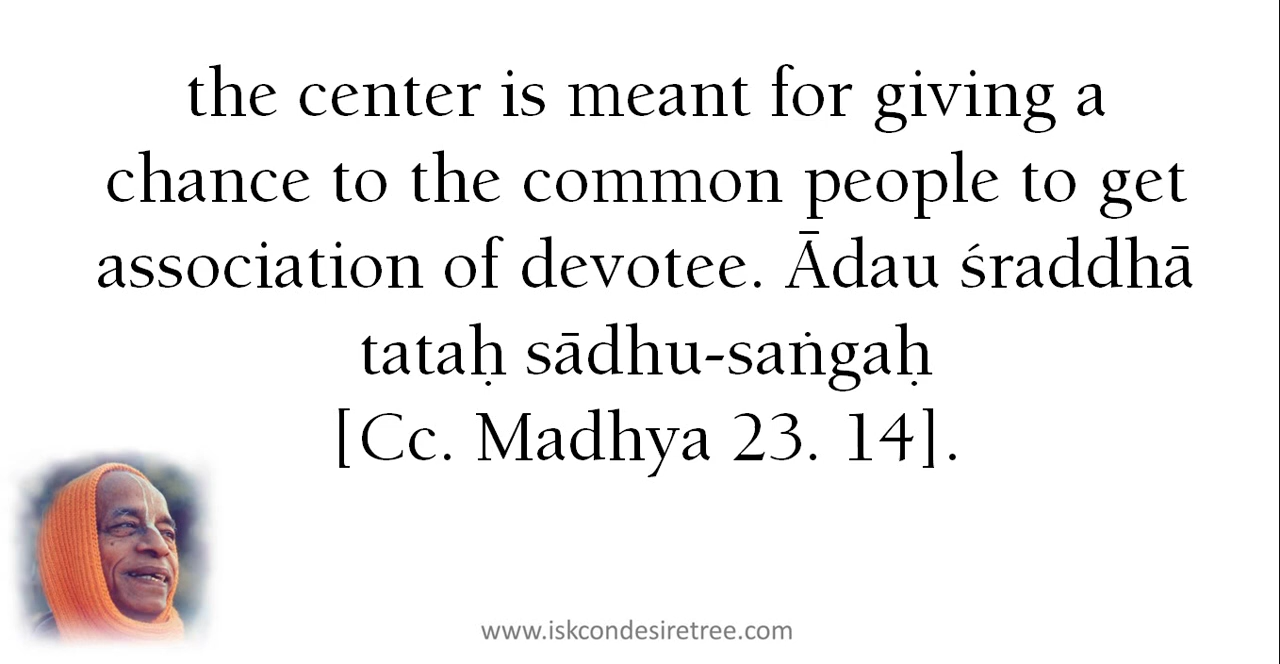 the center is meant for giving a
chance to the common people to get
association of devotee. Ādau śraddhā
tataḥ sādhu-saṅgaḥ
[Cc. Madhya 23. 14].
www.iskcondesiretree.com